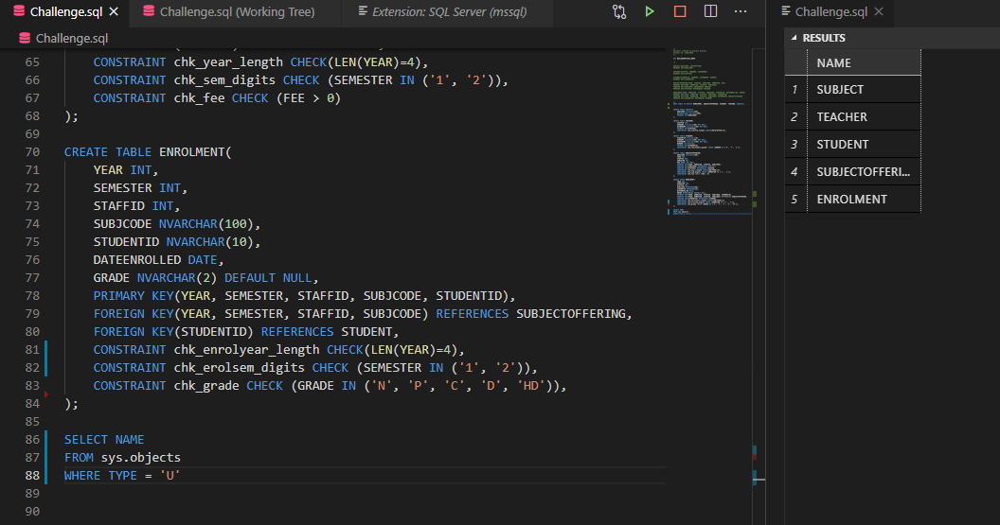 Challenge.sql
Challenge.sql (Working Tree)
Extension: SQL Server (mssql)
Challenge.sql
65 CONSTRAINT chk_year_length CHECK(LEN(YEAR)=4),
66 CONSTRAINT chk_sem_digits CHECK (SEMESTER IN ('1', '2')),
67 CONSTRAINT chk_fee CHECK (FEE > 0)
68 );
69
70 CREATE TABLE ENROLMENT(
71 YEAR INT,
72 SEMESTER INT,
73 STAFFID INT,
74 SUBJCODE NVARCHAR(100),
75 STUDENTID NVARCHAR(10),
76 DATEENROLLED DATE,
77 GRADE NVARCHAR(2) DEFAULT NULL,
78 PRIMARY KEY(YEAR, SEMESTER, STAFFID, SUBJCODE, STUDENTID),
79 FOREIGN KEY(YEAR, SEMESTER, STAFFID, SUBJCODE) REFERENCES SUBJECTOFFERING,
80 FOREIGN KEY(STUDENTID) REFERENCES STUDENT,
81 CONSTRAINT chk_enrolyear_length CHECK(LEN(YEAR)=4),
82 CONSTRAINT chk_erolsem_digits CHECK (SEMESTER IN ('1', '2')),
83 CONSTRAINT chk_grade CHECK (GRADE IN ('N', 'P', 'C', 'D', 'HD')),
84 );
85
86 SELECT NAME
87 FROM sys.objects
88 WHERE TYPE = 'U'
89
90
Challenge.sql
RESULTS
NAME
1 SUBJECT
2 TEACHER
3 STUDENT
4 SUBJECTOFFERI...
5 ENROLMENT